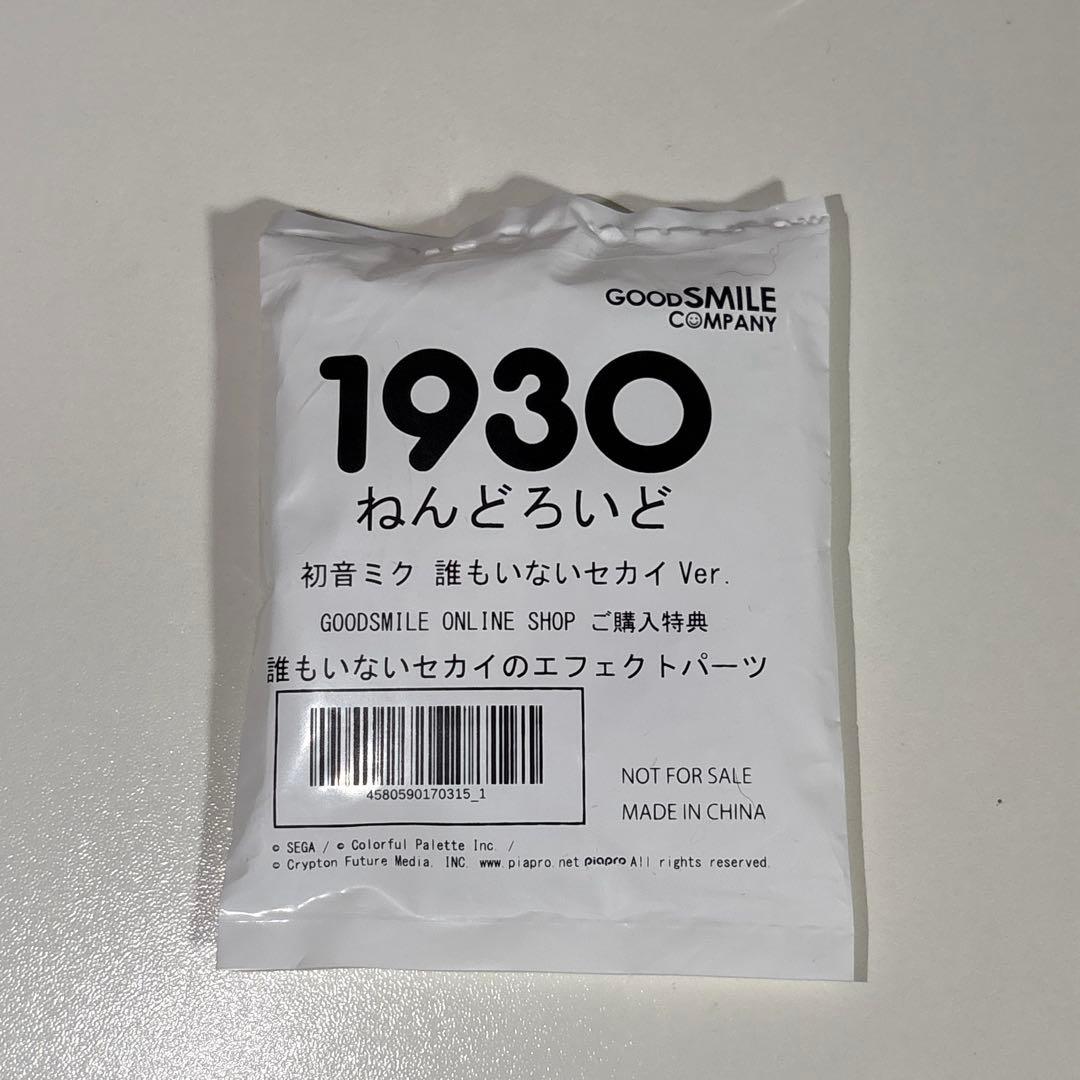 GOODSMILE
COMPANY
1930
ねんどろいど
初音ミク 誰もいないセカイ Ver.
GOODSMILE ONLINE SHOP ご購入特典
誰もいないセカイのエフェクトパーツ
4580590170315_1
NOT FOR SALE
MADE IN CHINA
© SEGA / © Colorful Palette Inc. /
© Crypton Future Media, INC. www.piapro.net piapro All rights reserved.